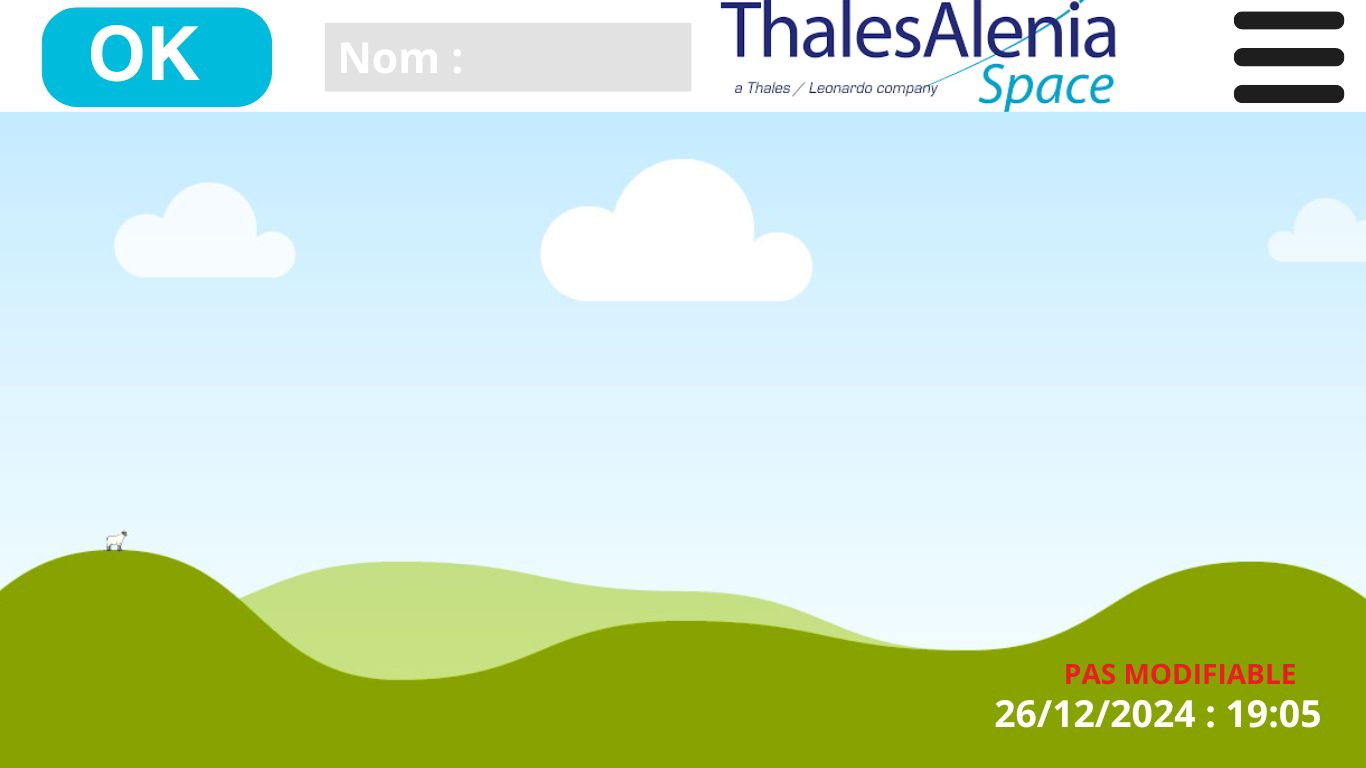 OK
Nom :
ThalesAlenia
a Thales / Leonardo company
Space
PAS MODIFIABLE
26/12/2024 : 19:05